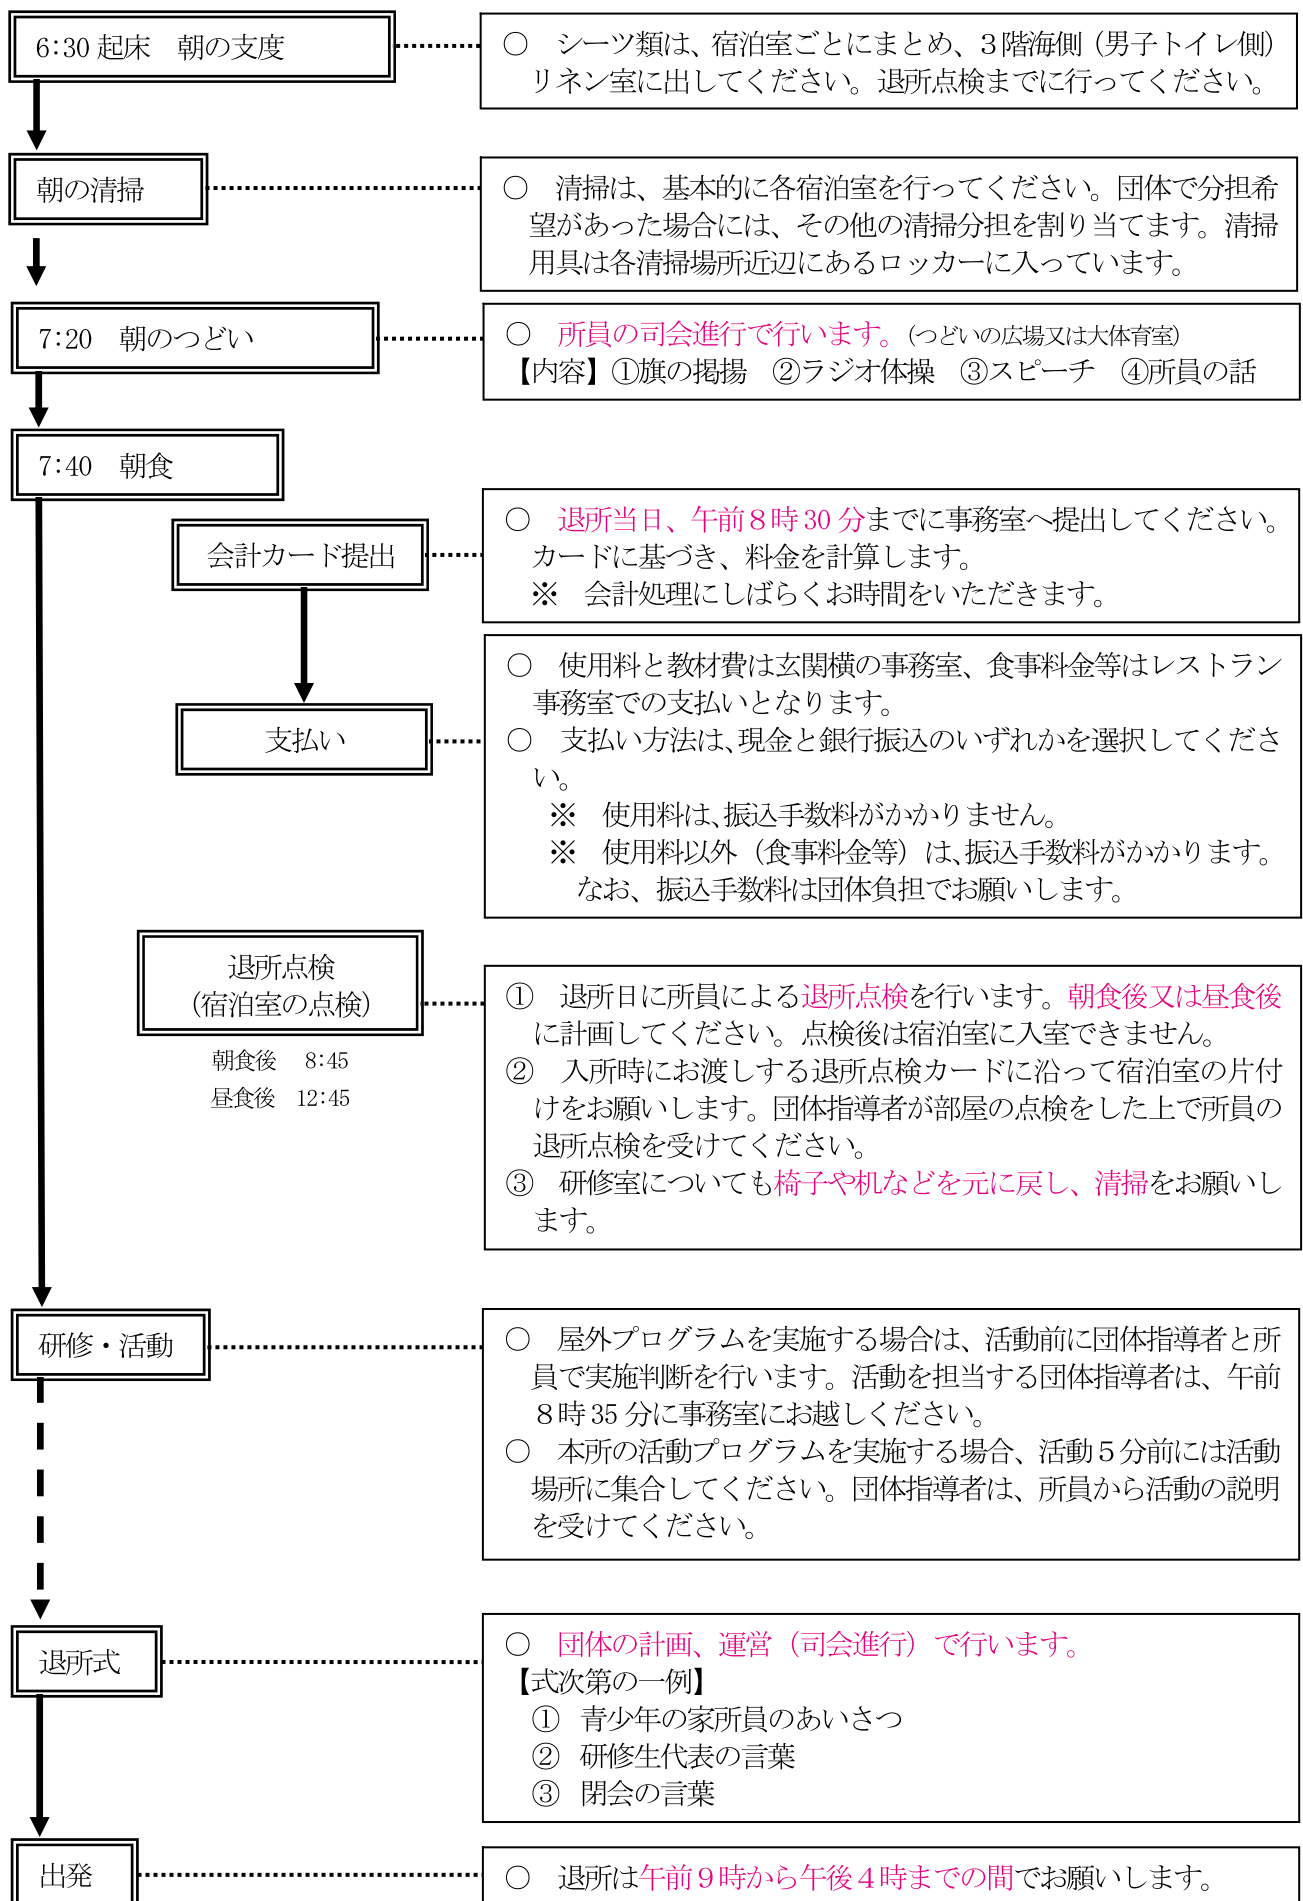 6:30 起床　朝の支度
○　シーツ類は、宿泊室ごとにまとめ、３階海側（男子トイレ側）
リネン室に出してください。退所点検までに行ってください。
朝の清掃
○　清掃は、基本的に各宿泊室を行ってください。団体で分担希
望があった場合には、その他の清掃分担を割り当てます。清掃
用具は各清掃場所近辺にあるロッカーに入っています。
7:20　朝のつどい
○　所員の司会進行で行います。（つどいの広場又は大体育室）
【内容】①旗の掲揚　②ラジオ体操　③スピーチ　④所員の話
7:40　朝食
会計カード提出
○　退所当日、午前８時 30 分までに事務室へ提出してください。
カードに基づき、料金を計算します。
※　会計処理にしばらくお時間をいただきます。
支払い
○　使用料と教材費は玄関横の事務室、食事料金等はレストラン
事務室での支払いとなります。
○　支払い方法は、現金と銀行振込のいずれかを選択してくださ
い。
※　使用料は、振込手数料がかかりません。
※　使用料以外（食事料金等）は、振込手数料がかかります。
なお、振込手数料は団体負担でお願いします。
退所点検
（宿泊室の点検）
朝食後　8:45
昼食後　12:45
①　退所日に所員による退所点検を行います。朝食後又は昼食後
に計画してください。点検後は宿泊室に入室できません。
②　入所時にお渡しする退所点検カードに沿って宿泊室の片付
けをお願いします。団体指導者が部屋の点検をした上で所員の
退所点検を受けてください。
③　研修室についても椅子や机などを元に戻し、清掃をお願いし
ます。
研修・活動
○　屋外プログラムを実施する場合は、活動前に団体指導者と所
員で実施判断を行います。活動を担当する団体指導者は、午前
８時 35 分に事務室にお越しください。
○　本所の活動プログラムを実施する場合、活動５分前には活動
場所に集合してください。団体指導者は、所員から活動の説明
を受けてください。
退所式
○　団体の計画、運営（司会進行）で行います。
【式次第の一例】
①　青少年の家所員のあいさつ
②　研修生代表の言葉
③　閉会の言葉
出発
○　退所は午前９時から午後４時までの間でお願いします。